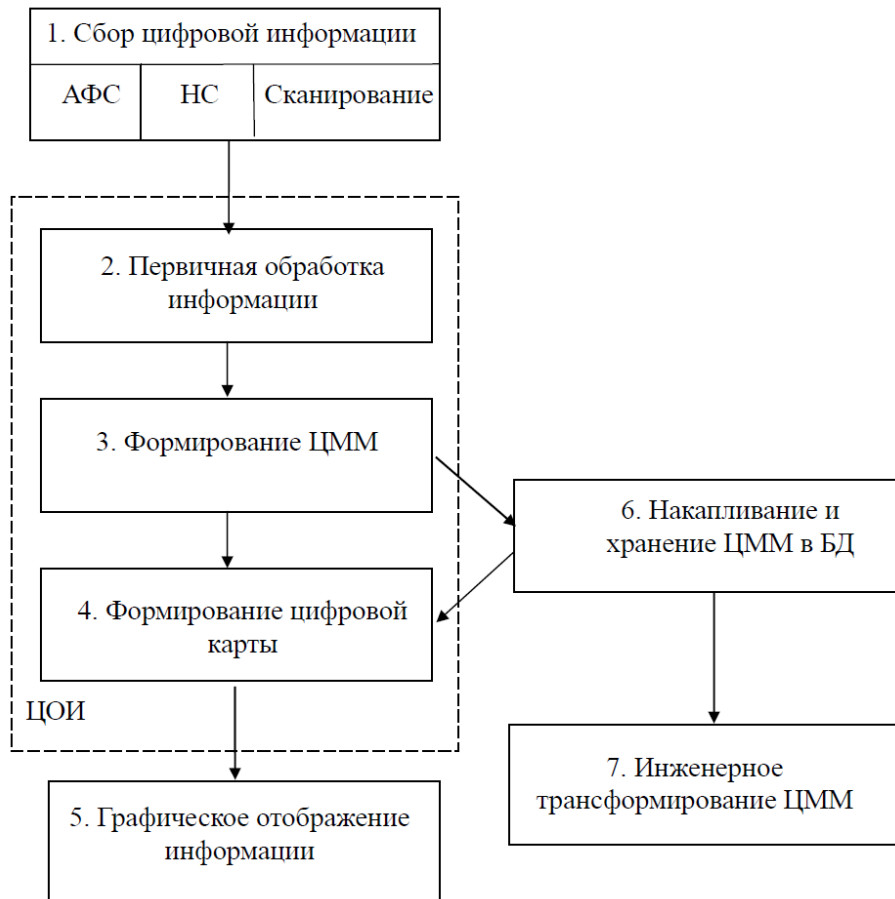 1. Сбор цифровой информации
АФС НС Сканирование
2. Первичная обработка
информации
3. Формирование ЦММ
4. Формирование цифровой
карты
ЦОИ
5. Графическое отображение
информации
6. Накапливание и
хранение ЦММ в БД
7. Инженерное
трансформирование ЦММ